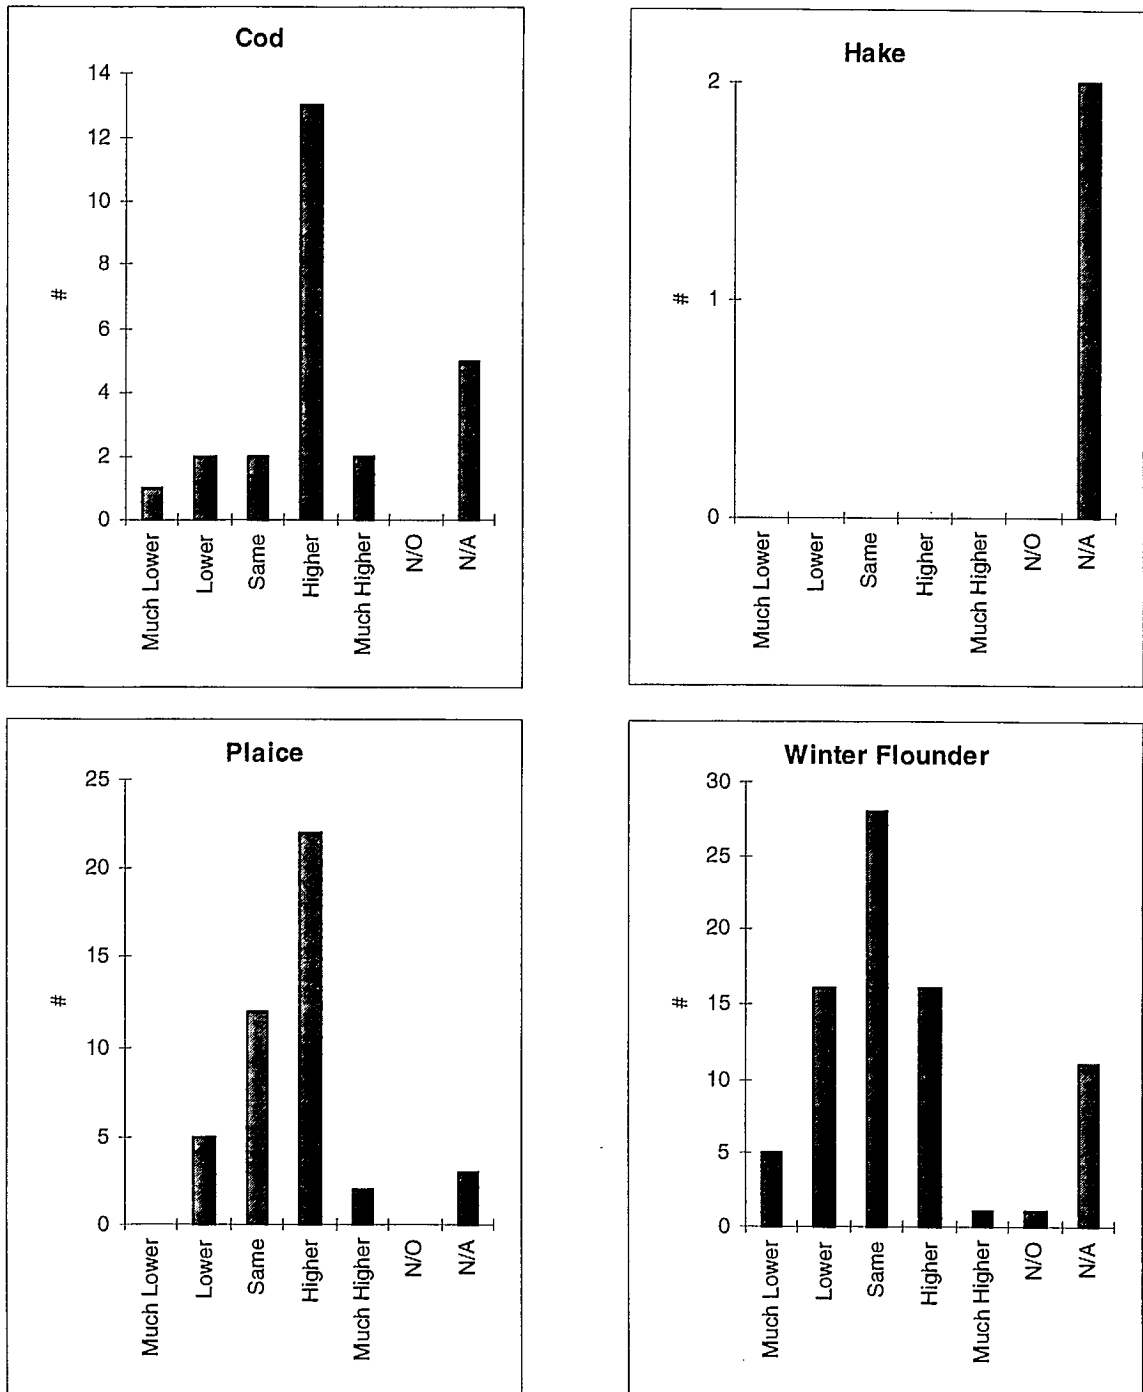 Cod
14
12
10
8
6
4
2
0
#
Much Lower
Lower
Same
Higher
Much Higher
N/O
N/A
Hake
2
1
0
#
Much Lower
Lower
Same
Higher
Much Higher
N/O
N/A
Plaice
25
20
15
10
5
0
#
Much Lower
Lower
Same
Higher
Much Higher
N/O
N/A
Winter Flounder
30
25
20
15
10
5
0
#
Much Lower
Lower
Same
Higher
Much Higher
N/O
N/A